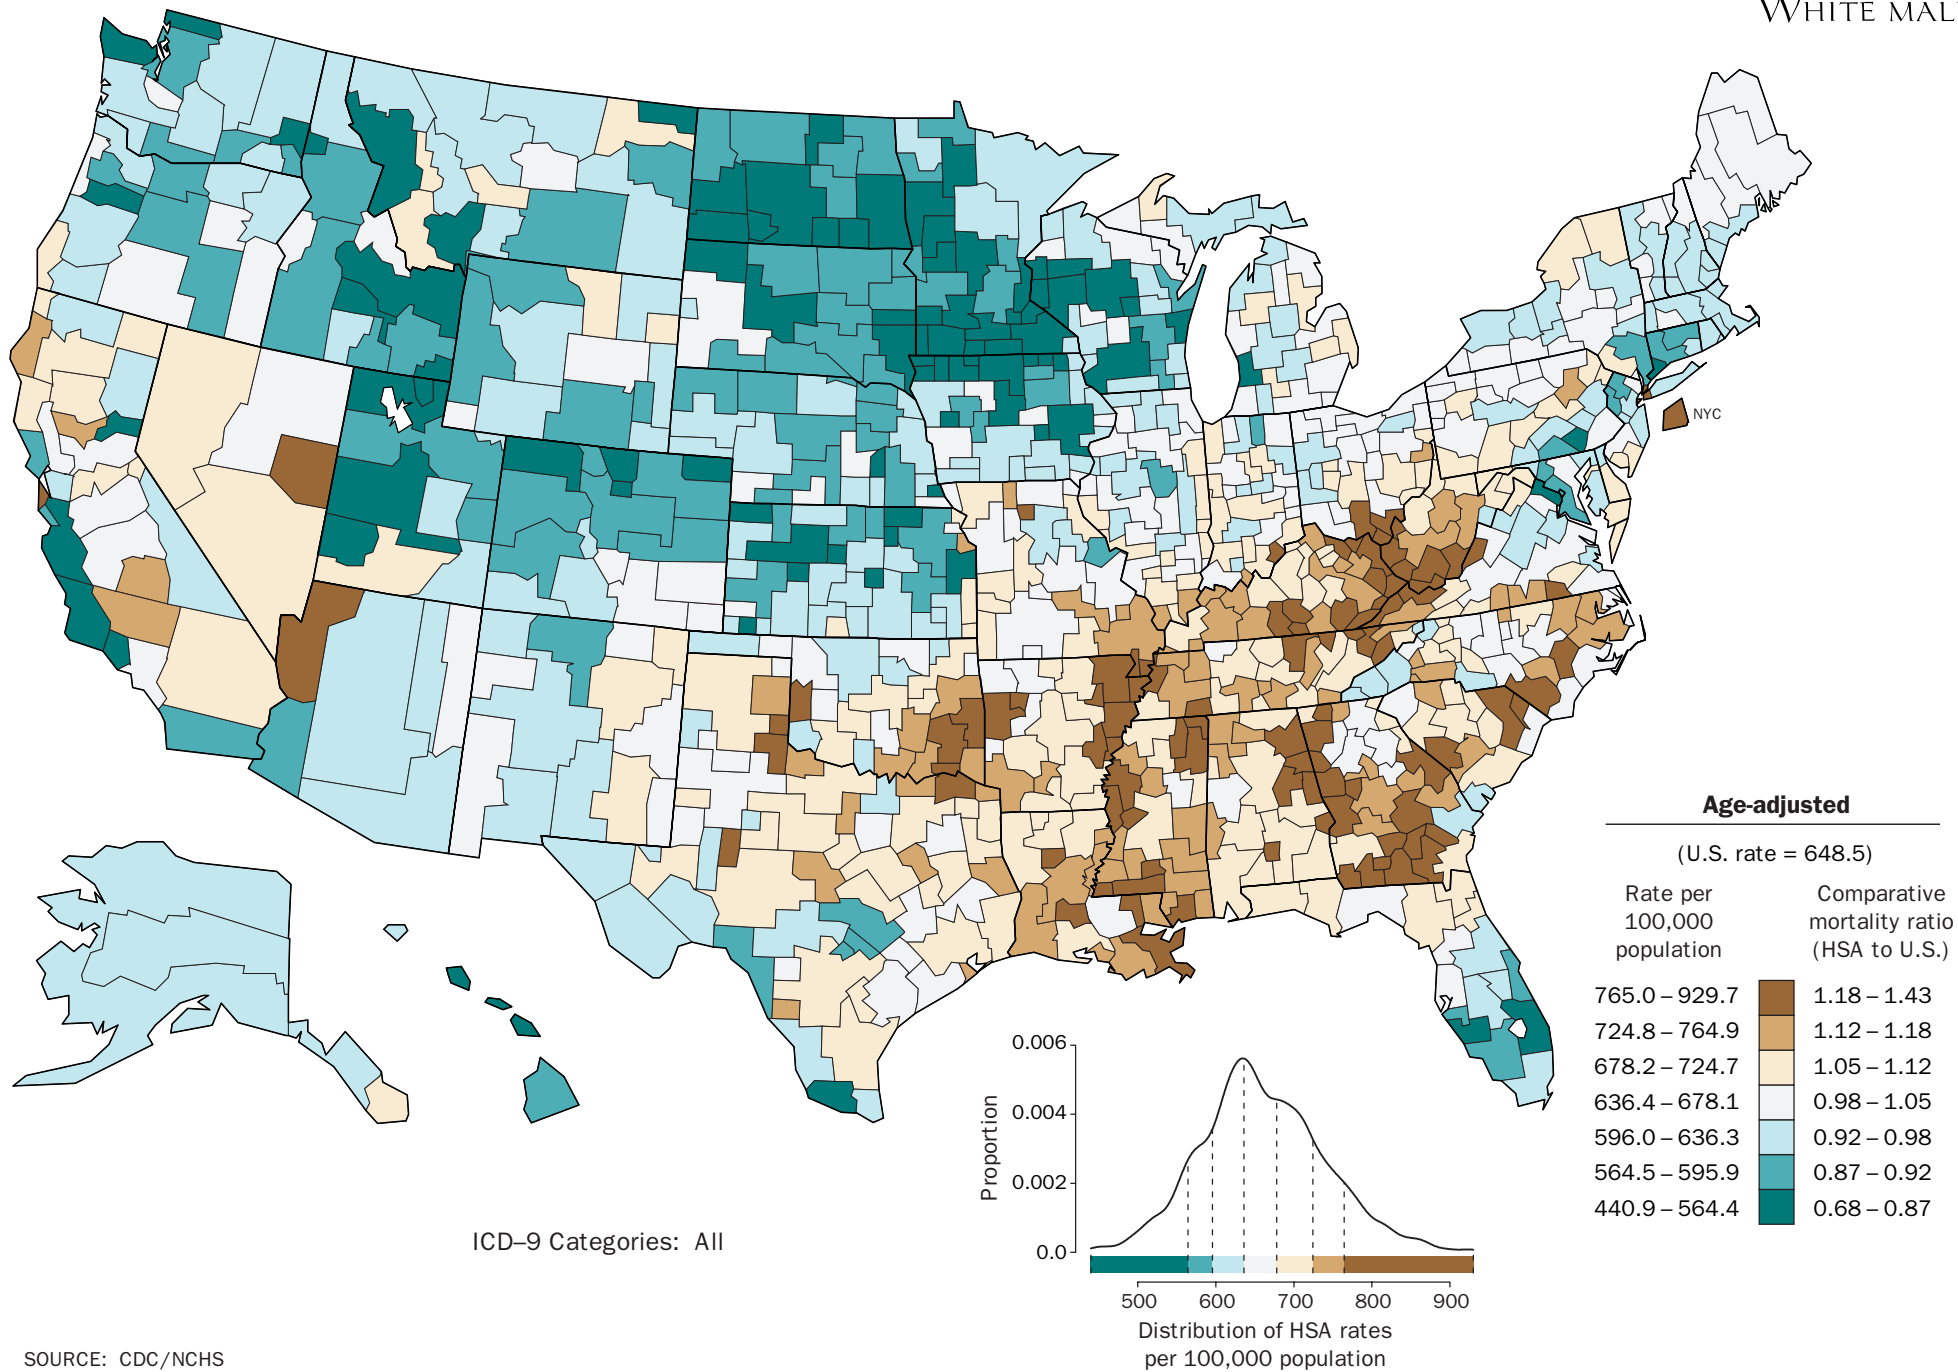 WHITE MAL
NYC
Age-adjusted
(U.S. rate = 648.5)
Rate per
100,000
population
Comparative
mortality ratio
(HSA to U.S.)
765.0 – 929.7 1.18 – 1.43
724.8 – 764.9 1.12 – 1.18
678.2 – 724.7 1.05 – 1.12
636.4 – 678.1 0.98 – 1.05
596.0 – 636.3 0.92 – 0.98
564.5 – 595.9 0.87 – 0.92
440.9 – 564.4 0.68 – 0.87
0.006
0.004
0.002
0.0
Proportion
500 600 700 800 900
Distribution of HSA rates
per 100,000 population
ICD–9 Categories: All
SOURCE: CDC/NCHS